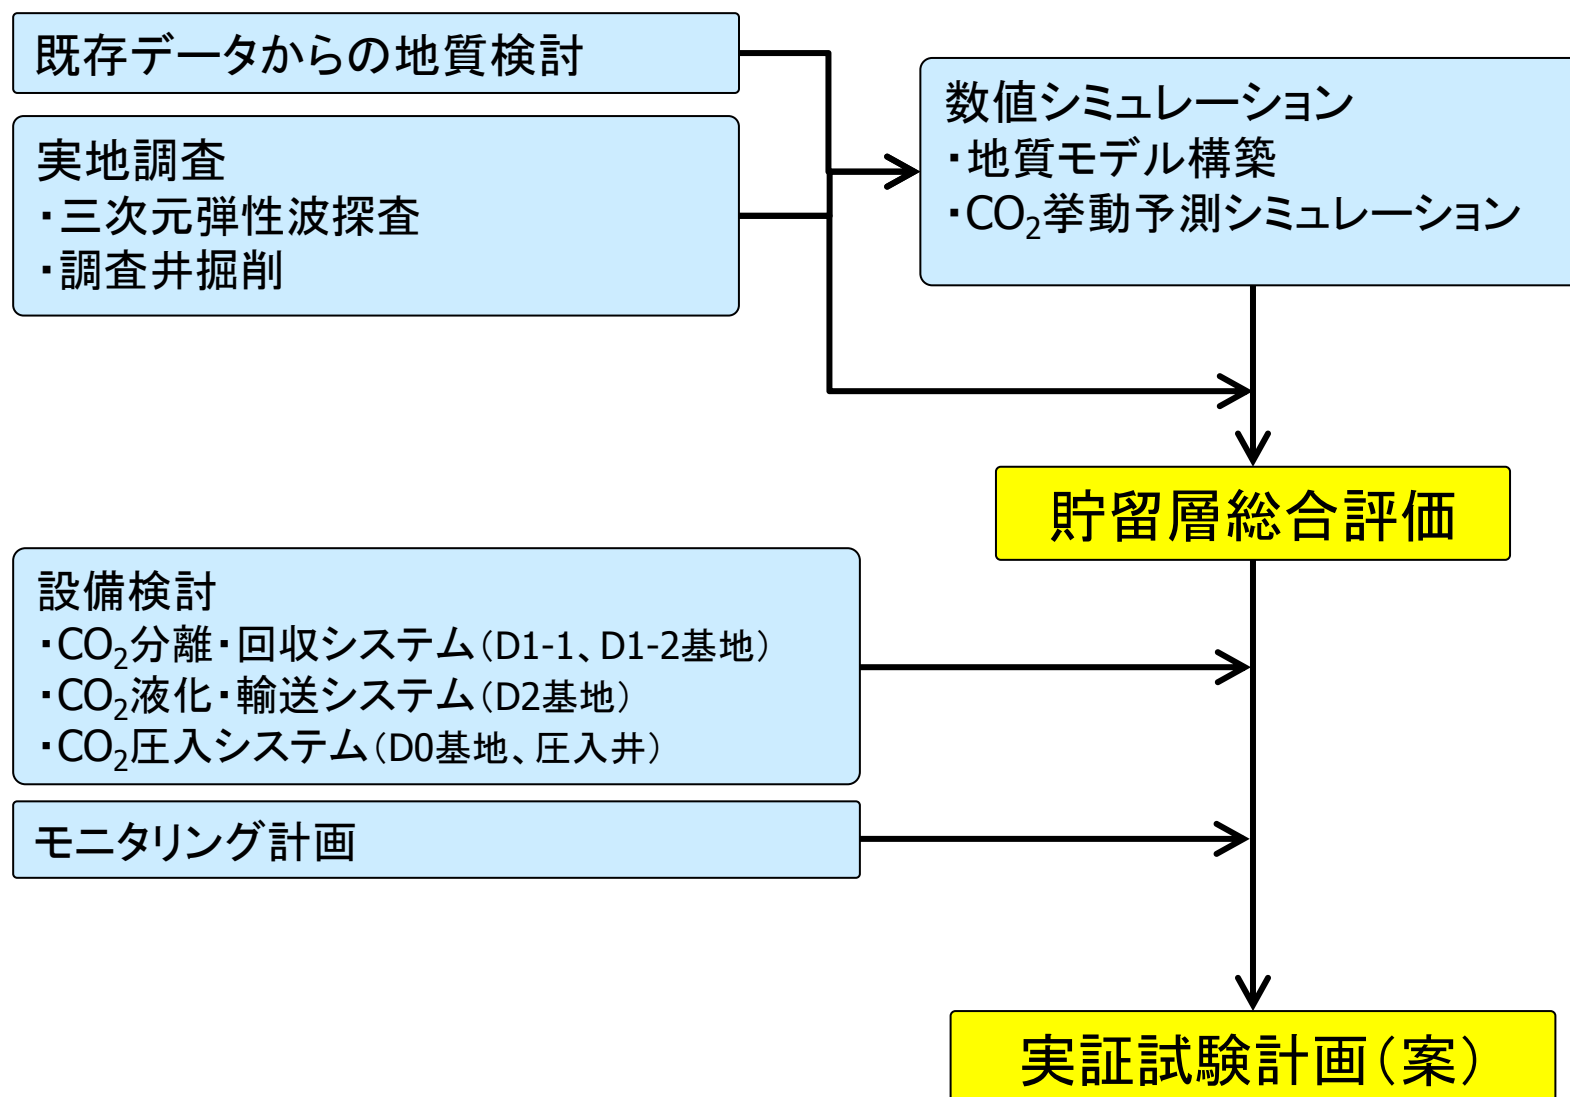 既存データからの地質検討
実地調査
・三次元弾性波探査
・調査井掘削
数値シミュレーション
・地質モデル構築
・CO₂挙動予測シミュレーション
貯留層総合評価
設備検討
・CO₂分離・回収システム（D1-1、D1-2基地）
・CO₂液化・輸送システム（D2基地）
・CO₂圧入システム（D0基地、圧入井）
モニタリング計画
実証試験計画（案）